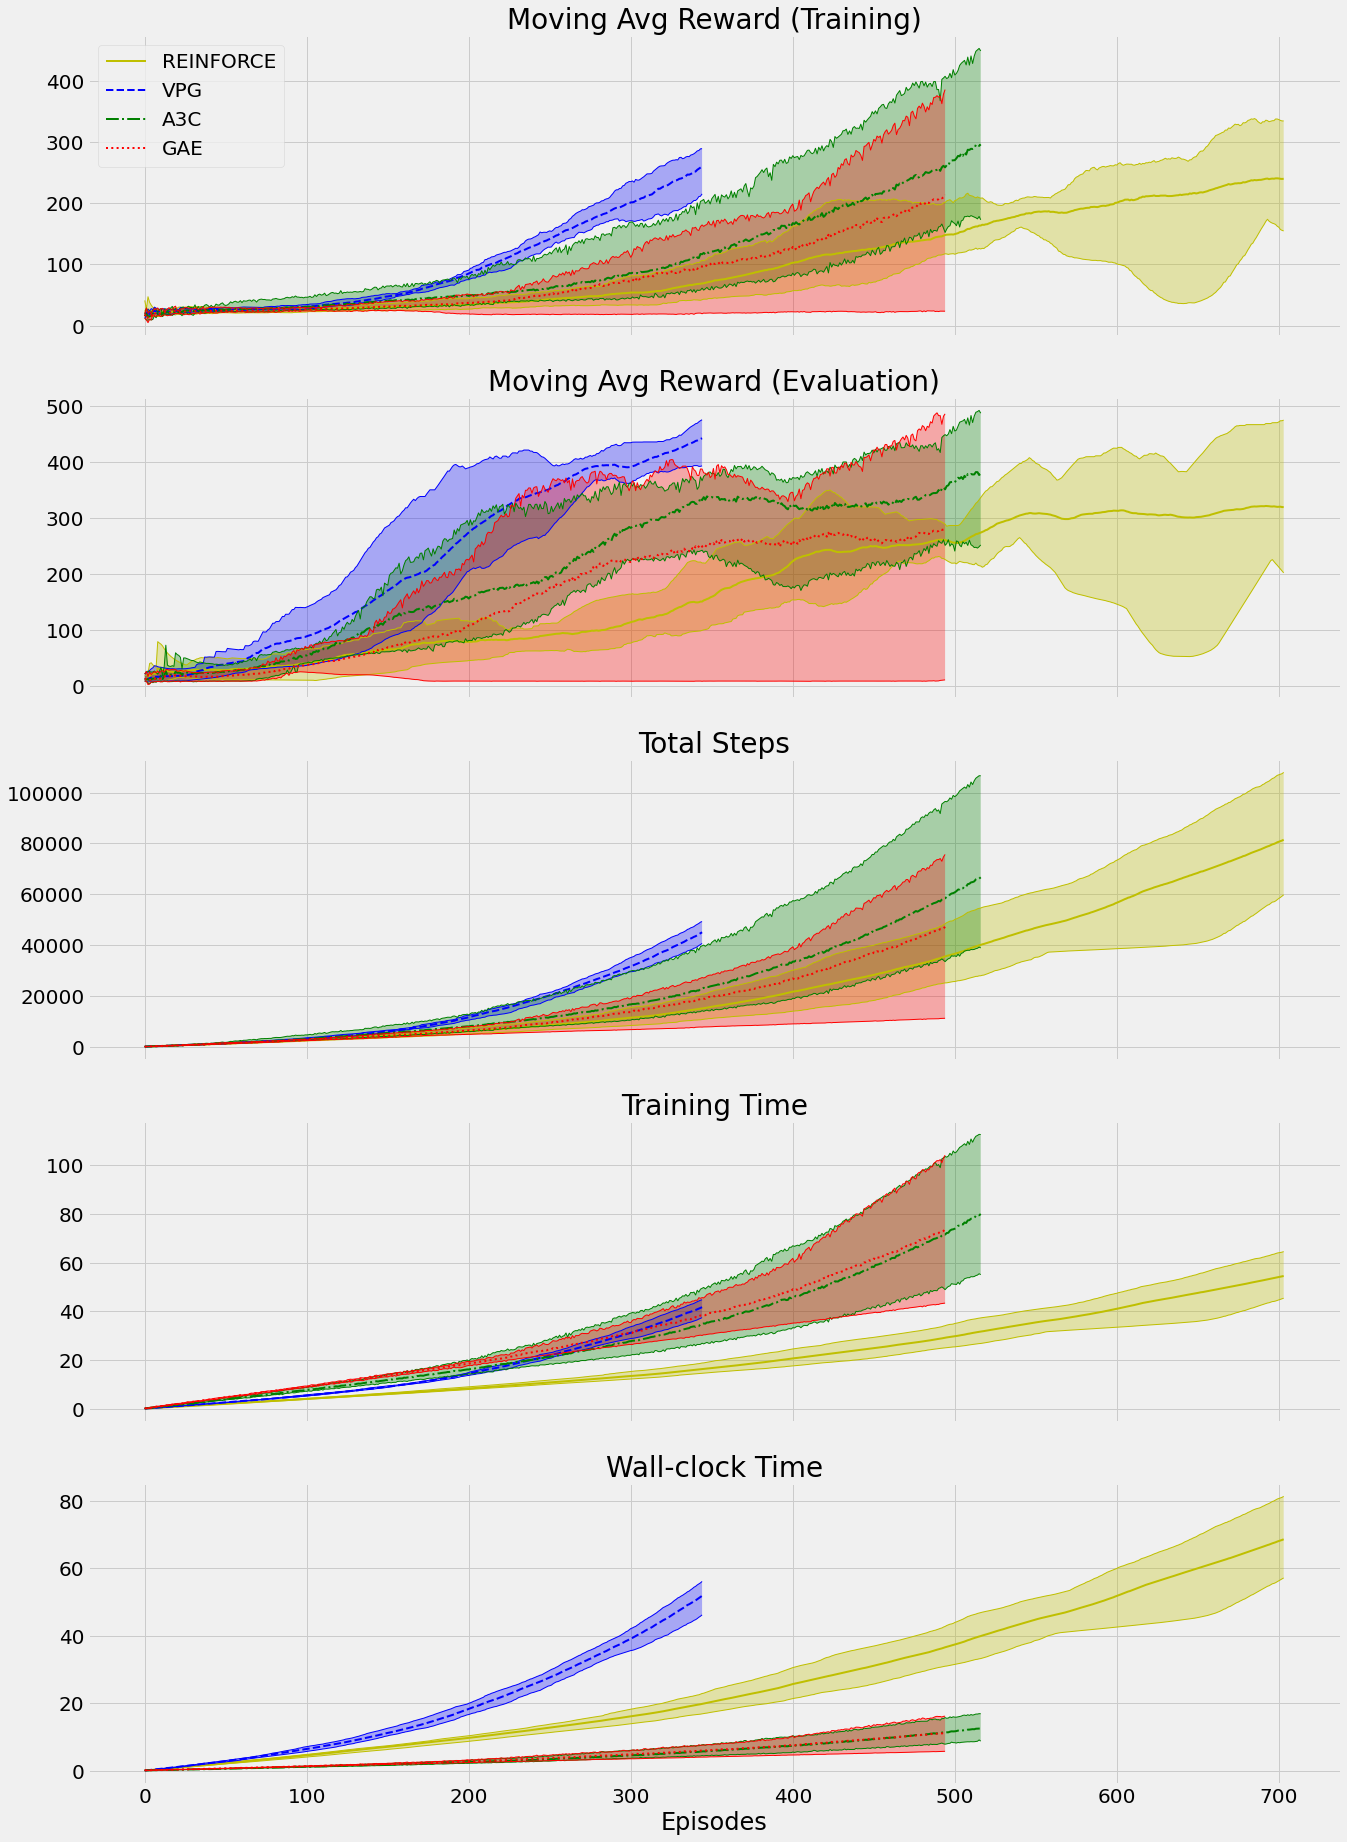 Moving Avg Reward (Training)
REINFORCE
VPG
A3C
GAE
400
300
200
100
0
Moving Avg Reward (Evaluation)
500
400
300
200
100
0
Total Steps
100000
80000
60000
40000
20000
0
Training Time
100
80
60
40
20
0
Wall-clock Time
80
60
40
20
0
0 100 200 300 400 500 600 700
Episodes